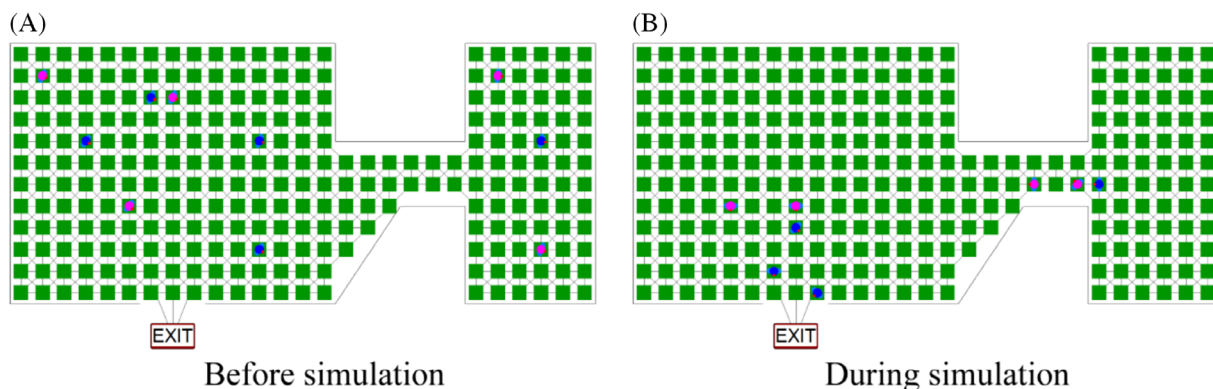 (A)
(B)
EXIT
EXIT
Before simulation
During simulation